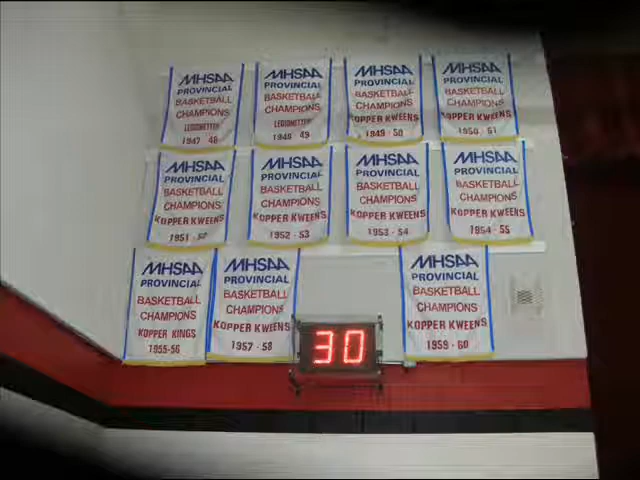 MHSAA
PROVINCIAL
BASKETBALL
CHAMPIONS
LEGIONETTES
1947 - 48
MHSAA
PROVINCIAL
BASKETBALL
CHAMPIONS
LEGIONETTES
1948 - 49
MHSAA
PROVINCIAL
BASKETBALL
CHAMPIONS
KOPPER KWEENS
1949 - 50
MHSAA
PROVINCIAL
BASKETBALL
CHAMPIONS
KOPPER KWEENS
1950 - 51
MHSAA
PROVINCIAL
BASKETBALL
CHAMPIONS
KOPPER KWEENS
1951 - 52
MHSAA
PROVINCIAL
BASKETBALL
CHAMPIONS
KOPPER KWEENS
1952 - 53
MHSAA
PROVINCIAL
BASKETBALL
CHAMPIONS
KOPPER KWEENS
1953 - 54
MHSAA
PROVINCIAL
BASKETBALL
CHAMPIONS
KOPPER KWEENS
1954 - 55
MHSAA
PROVINCIAL
BASKETBALL
CHAMPIONS
KOPPER KINGS
1955-56
MHSAA
PROVINCIAL
BASKETBALL
CHAMPIONS
KOPPER KWEENS
1957 - 58
MHSAA
PROVINCIAL
BASKETBALL
CHAMPIONS
KOPPER KWEENS
1959 - 60
30